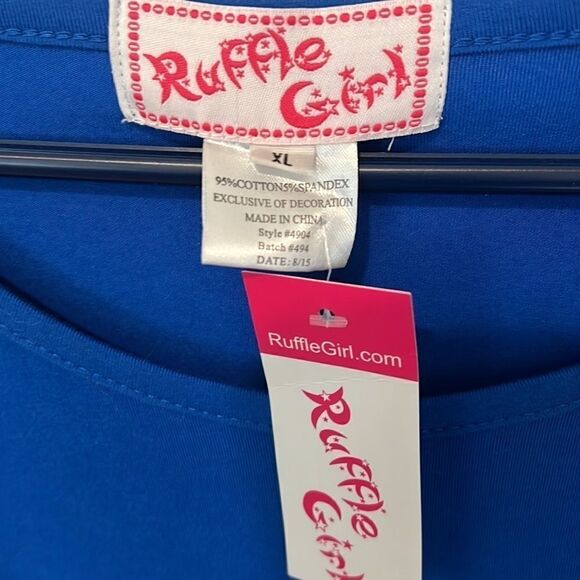 Ruffle
Girl
XL
95%COTTON5%SPANDEX
EXCLUSIVE OF DECORATION
MADE IN CHINA
Style #4904
Batch #494
DATE: 8/15
RuffleGirl.com
Ruffle
Girl